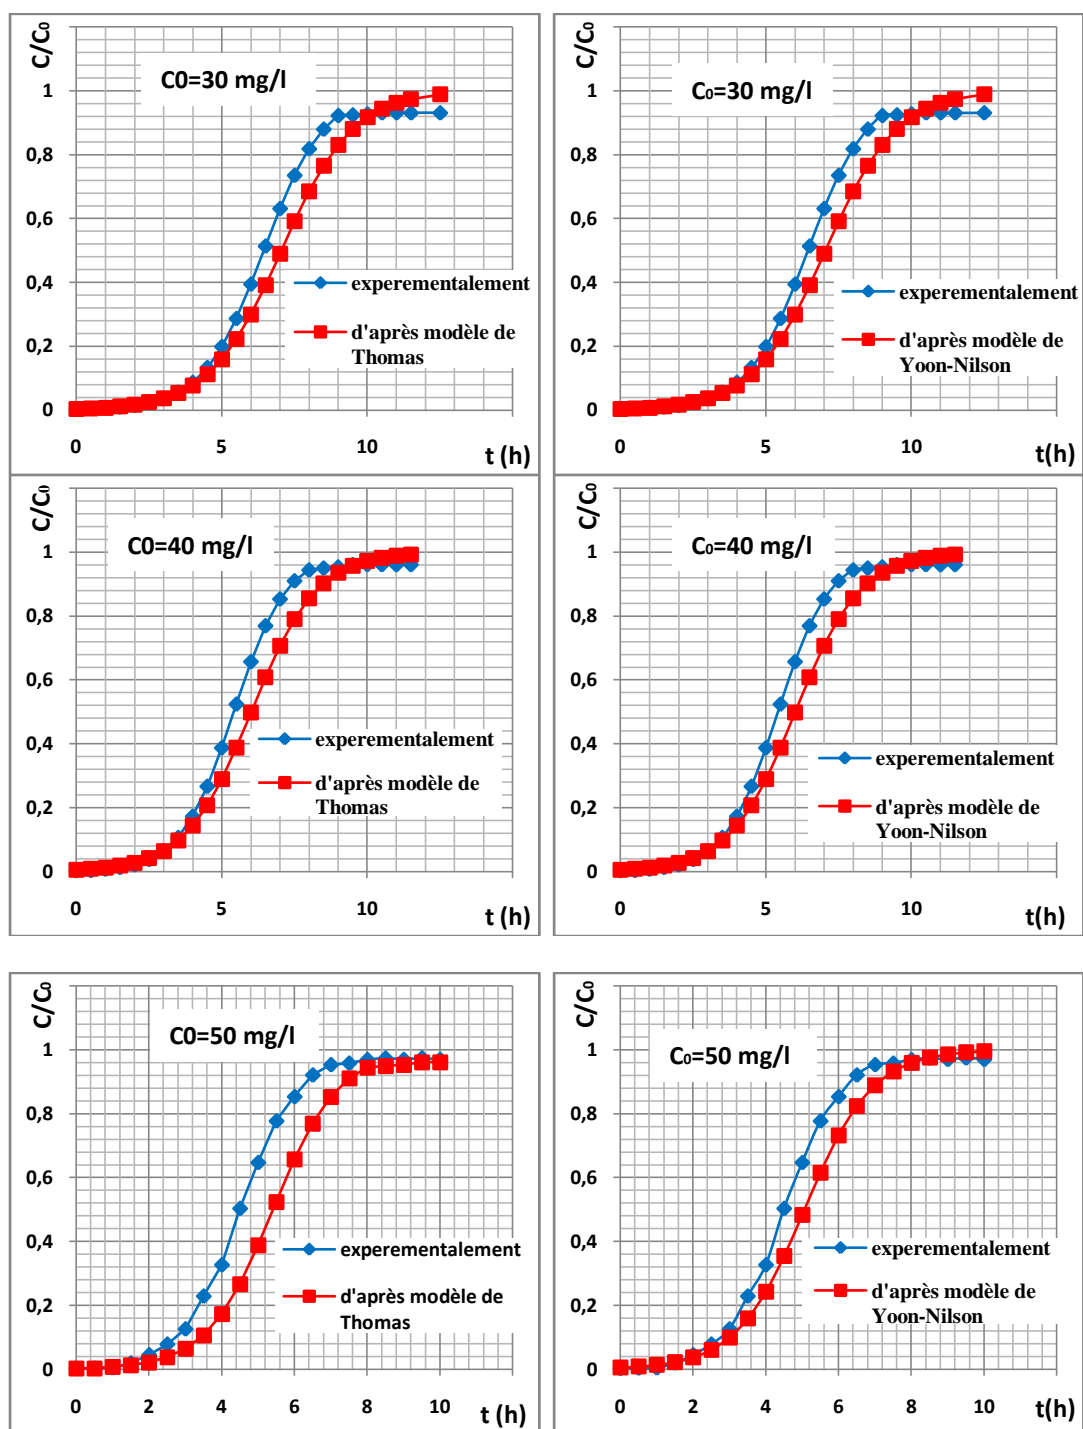 C/C₀
C0=30 mg/l
1
0,8
0,6
0,4
0,2
0
experementalement
d'après modèle de
Thomas
0 5 10
t (h)
C/C₀
C₀=30 mg/l
1
0,8
0,6
0,4
0,2
0
experementalement
d'après modèle de
Yoon-Nilson
0 5 10
t(h)
C/C₀
C0=40 mg/l
1
0,8
0,6
0,4
0,2
0
experementalement
d'après modèle de
Thomas
0 5 10
t (h)
C/C₀
C₀=40 mg/l
1
0,8
0,6
0,4
0,2
0
experementalement
d'après modèle de
Yoon-Nilson
0 5 10
t(h)
C/C₀
C0=50 mg/l
1
0,8
0,6
0,4
0,2
0
experementalement
d'après modèle de
Thomas
0 2 4 6 8 10
t (h)
C/C₀
C₀=50 mg/l
1
0,8
0,6
0,4
0,2
0
experementalement
d'après modèle de
Yoon-Nilson
0 2 4 6 8 10
t(h)